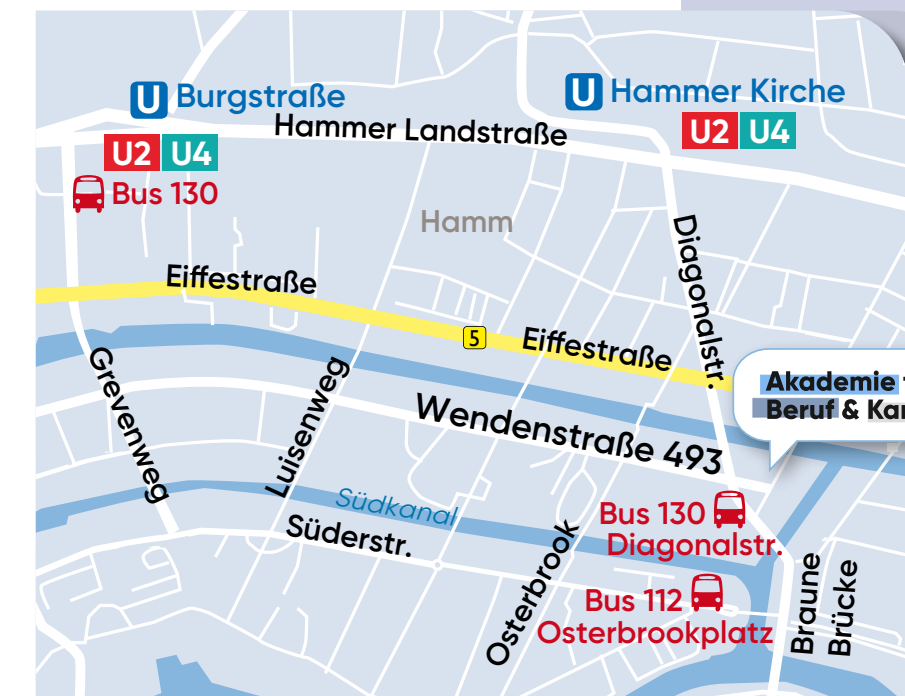 U Burgstraße
U Hammer Kirche
Hammer Landstraße
U2 U4
U2 U4
Bus 130
Hamm
Diagonalstr.
Eiffestraße
5
Eiffestraße
Grevenweg
Luisenweg
Akademie
Beruf &
Wendenstraße 493
Südkanal
Süderstr.
Osterbrook
Bus 130
Diagonalstr.
Bus 112
Osterbrookplatz
Braune
Brücke